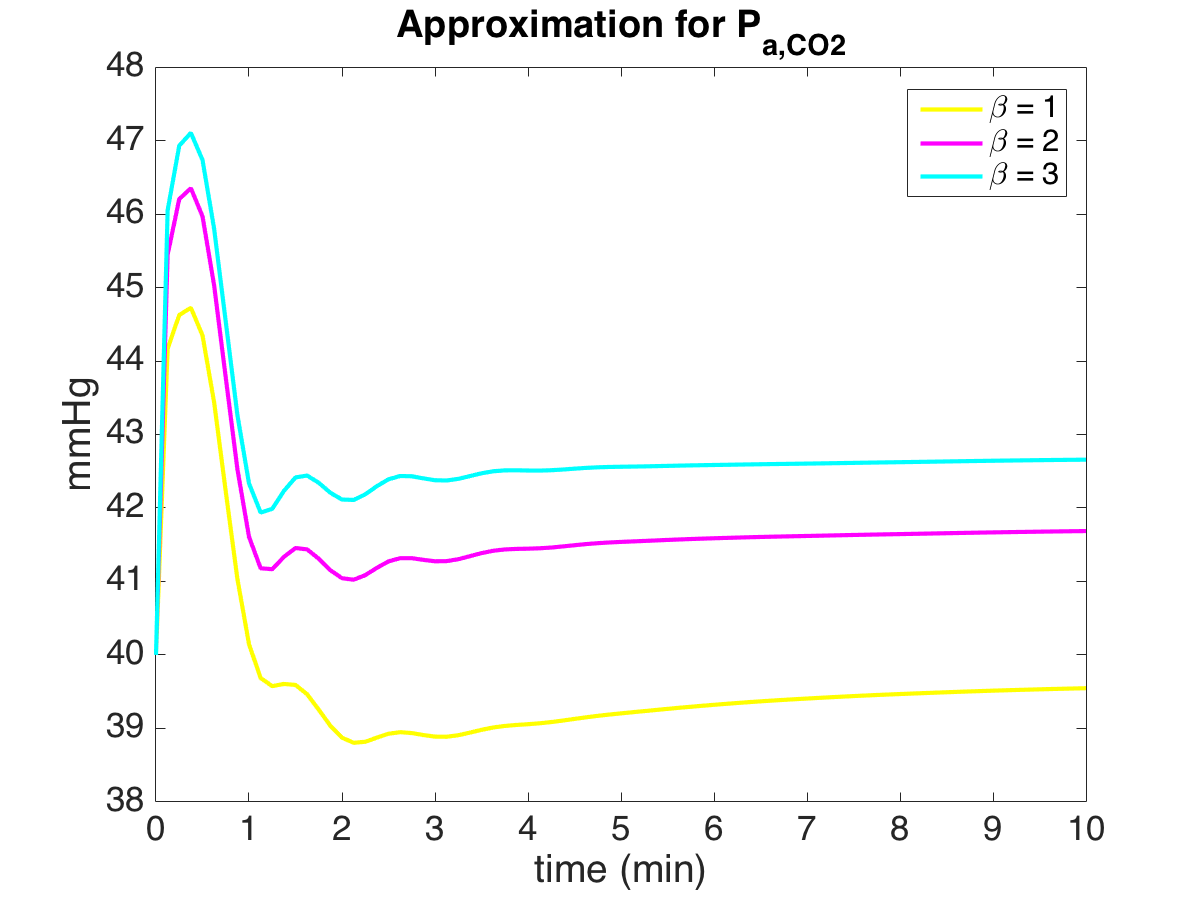 Approximation for P_a,CO2
48
47
46
45
44
43
42
41
40
39
38
mmHg
β = 1
β = 2
β = 3
0 1 2 3 4 5 6 7 8 9 10
time (min)